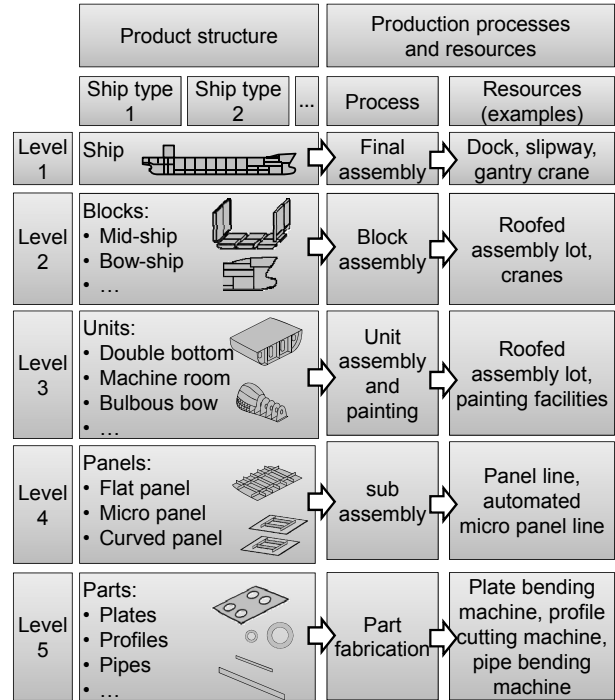 Product structure
Production processes
and resources
Ship type
1
Ship type
2
...
Process
Resources
(examples)
Level
1
Ship
Final
assembly
Dock, slipway,
gantry crane
Level
2
Blocks:
• Mid-ship
• Bow-ship
• …
Block
assembly
Roofed
assembly lot,
cranes
Level
3
Units:
• Double bottom
• Machine room
• Bulbous bow
• …
Unit
assembly
and
painting
Roofed
assembly lot,
painting facilities
Level
4
Panels:
• Flat panel
• Micro panel
• Curved panel
sub
assembly
Panel line,
automated
micro panel line
Level
5
Parts:
• Plates
• Profiles
• Pipes
• …
Part
fabrication
Plate bending
machine, profile
cutting machine,
pipe bending
machine